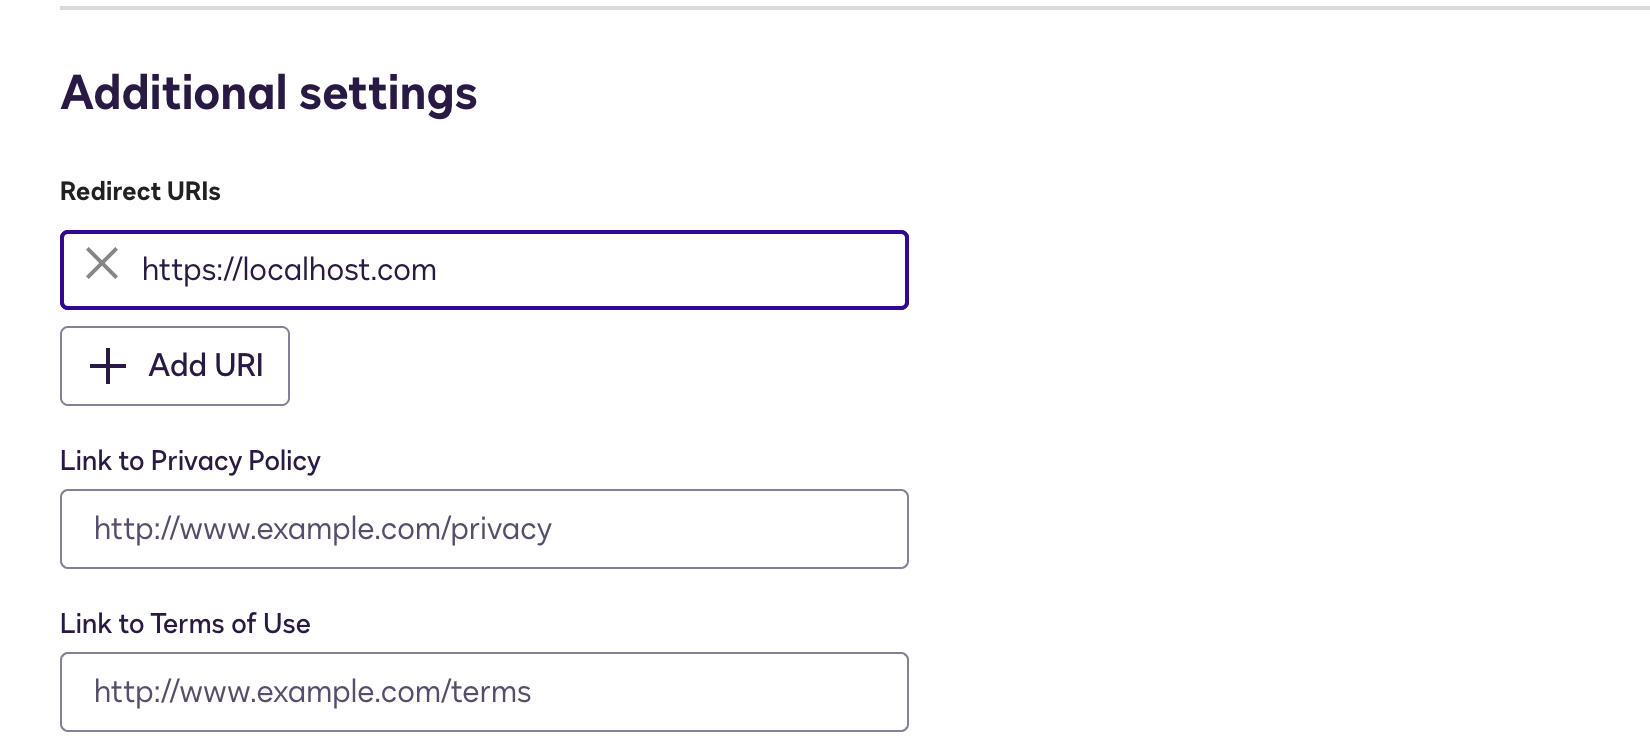 Additional settings
Redirect URIs
https://localhost.com
Add URI
Link to Privacy Policy
http://www.example.com/privacy
Link to Terms of Use
http://www.example.com/terms